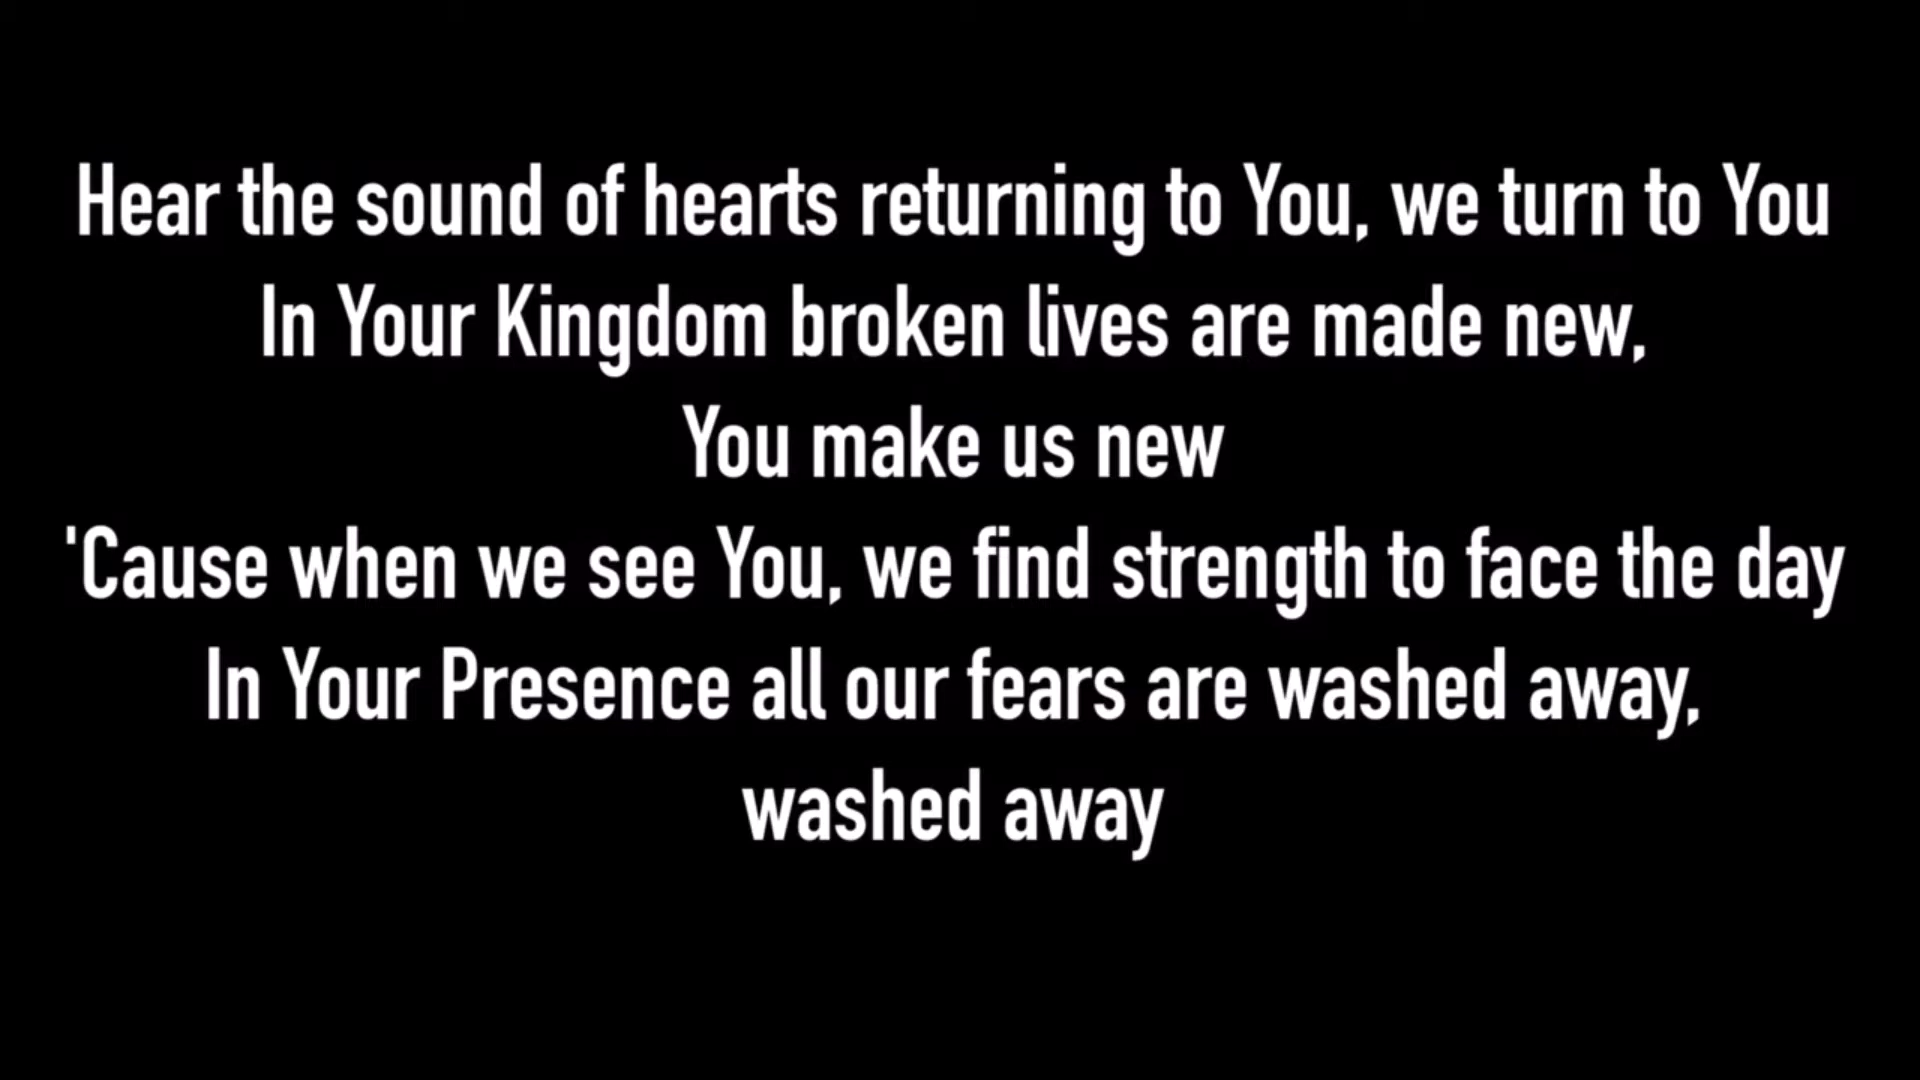 Hear the sound of hearts returning to You, we turn to You
In Your Kingdom broken lives are made new,
You make us new
'Cause when we see You, we find strength to face the day
In Your Presence all our fears are washed away,
washed away